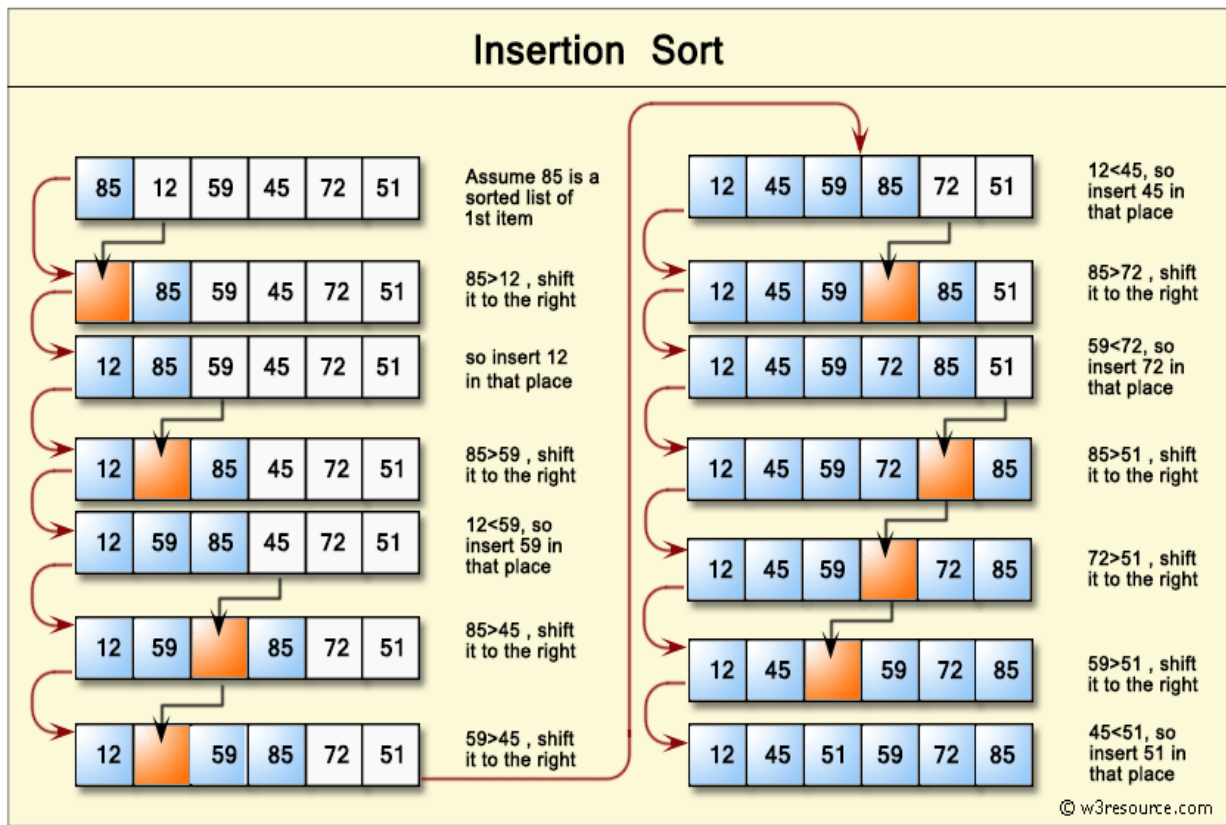 Insertion Sort
85 12 59 45 72 51
Assume 85 is a
sorted list of
1st item
85 59 45 72 51
85>12 , shift
it to the right
12 85 59 45 72 51
so insert 12
in that place
12 85 45 72 51
85>59 , shift
it to the right
12 59 85 45 72 51
12<59, so
insert 59 in
that place
12 59 85 72 51
85>45 , shift
it to the right
12 59 85 72 51
59>45 , shift
it to the right
12 45 59 85 72 51
12<45, so
insert 45 in
that place
12 45 59 85 51
85>72 , shift
it to the right
12 45 59 72 85 51
59<72, so
insert 72 in
that place
12 45 59 72 85
85>51 , shift
it to the right
12 45 59 72 85
72>51 , shift
it to the right
12 45 59 72 85
59>51 , shift
it to the right
12 45 51 59 72 85
45<51, so
insert 51 in
that place
© w3resource.com